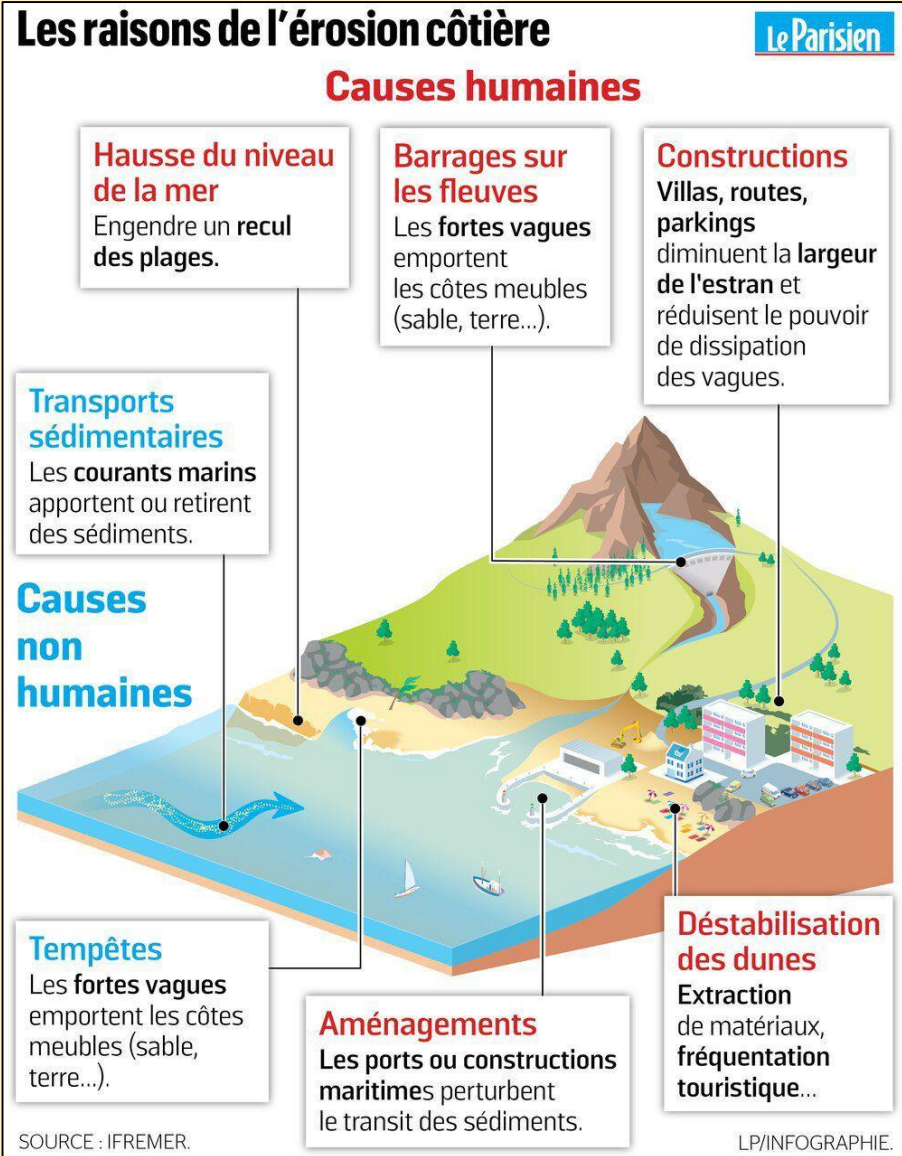 Les raisons de l'érosion côtière
Le Parisien
Causes humaines
Hausse du niveau
de la mer
Engendre un recul
des plages.
Barrages sur
les fleuves
Les fortes vagues
emportent
les côtes meubles
(sable, terre...).
Constructions
Villas, routes,
parkings
diminuent la largeur
de l'estran et
réduisent le pouvoir
de dissipation
des vagues.
Transports
sédimentaires
Les courants marins
apportent ou retirent
des sédiments.
Causes
non
humaines
Tempêtes
Les fortes vagues
emportent les côtes
meubles (sable,
terre...).
Aménagements
Les ports ou constructions
maritimes perturbent
le transit des sédiments.
Déstabilisation
des dunes
Extraction
de matériaux,
fréquentation
touristique...
SOURCE : IFREMER.
LP/INFOGRAPHIE.